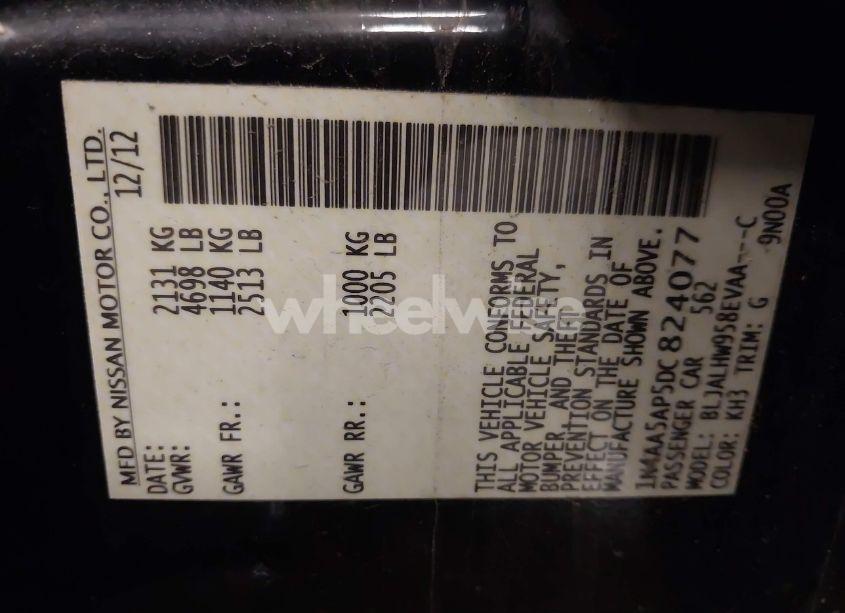 MFD BY NISSAN MOTOR CO., LTD.
DATE: 12/12
GVWR: 2131 KG
4698 LB
GAWR FR.: 1140 KG
2513 LB
GAWR RR.: 1000 KG
2205 LB
THIS VEHICLE CONFORMS TO
ALL APPLICABLE FEDERAL
MOTOR VEHICLE SAFETY,
BUMPER, AND THEFT
PREVENTION STANDARDS IN
EFFECT ON THE DATE OF
MANUFACTURE SHOWN ABOVE.
1N4AA5AP5DC824077
PASSENGER CAR 562
MODEL: BLJALHW958EVAA---C
COLOR: KH3 TRIM: G 9N00A